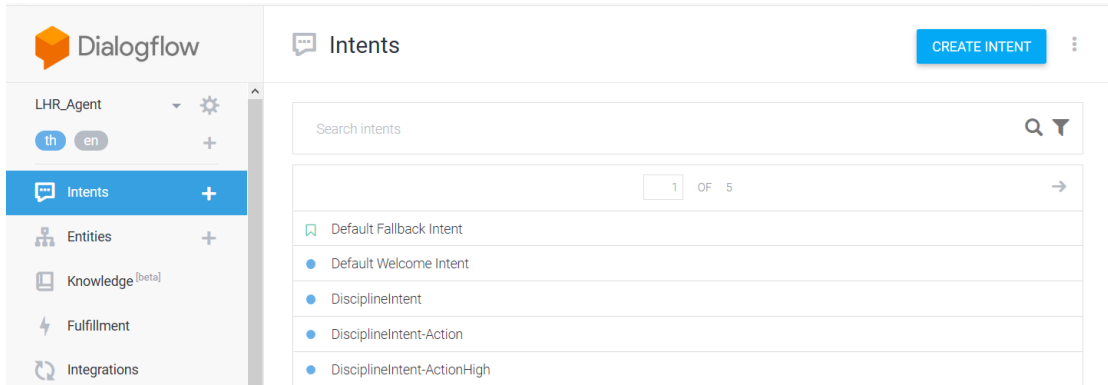 Dialogflow
Intents
CREATE INTENT
LHR_Agent
th en
Search intents
Intents
1 OF 5
Entities
Default Fallback Intent
Default Welcome Intent
Knowledge [beta]
DisciplineIntent
Fulfillment
DisciplineIntent-Action
Integrations
DisciplineIntent-ActionHigh